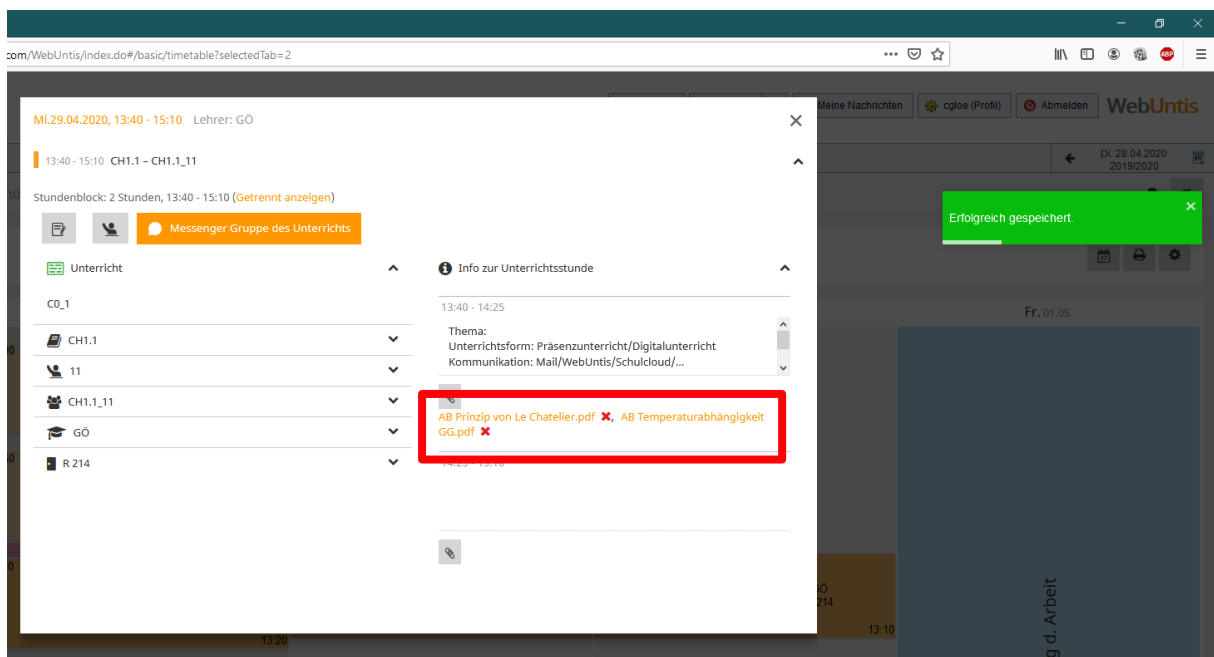 com/WebUntis/index.do#/basic/timetable?selectedTab=2
ABP
Meine Nachrichten
cgloe (Profil)
Abmelden
WebUntis
Di. 28.04.2020
2019/2020
Mi.29.04.2020, 13:40 - 15:10 Lehrer: GÖ
13:40 - 15:10 CH1.1 – CH1.1_11
Stundenblock: 2 Stunden, 13:40 - 15:10 (Getrennt anzeigen)
Messenger Gruppe des Unterrichts
Erfolgreich gespeichert.
Unterricht
C0_1
CH1.1
11
CH1.1_11
GÖ
R 214
Info zur Unterrichtsstunde
13:40 - 14:25
Thema:
Unterrichtsform: Präsenzunterricht/Digitalunterricht
Kommunikation: Mail/WebUntis/Schulcloud/...
AB Prinzip von Le Chatelier.pdf ✖, AB Temperaturabhängigkeit
GG.pdf ✖
14:25 - 15:10
Fr. 01.05.
GÖ
214
13:10
13:20
g d. Arbeit